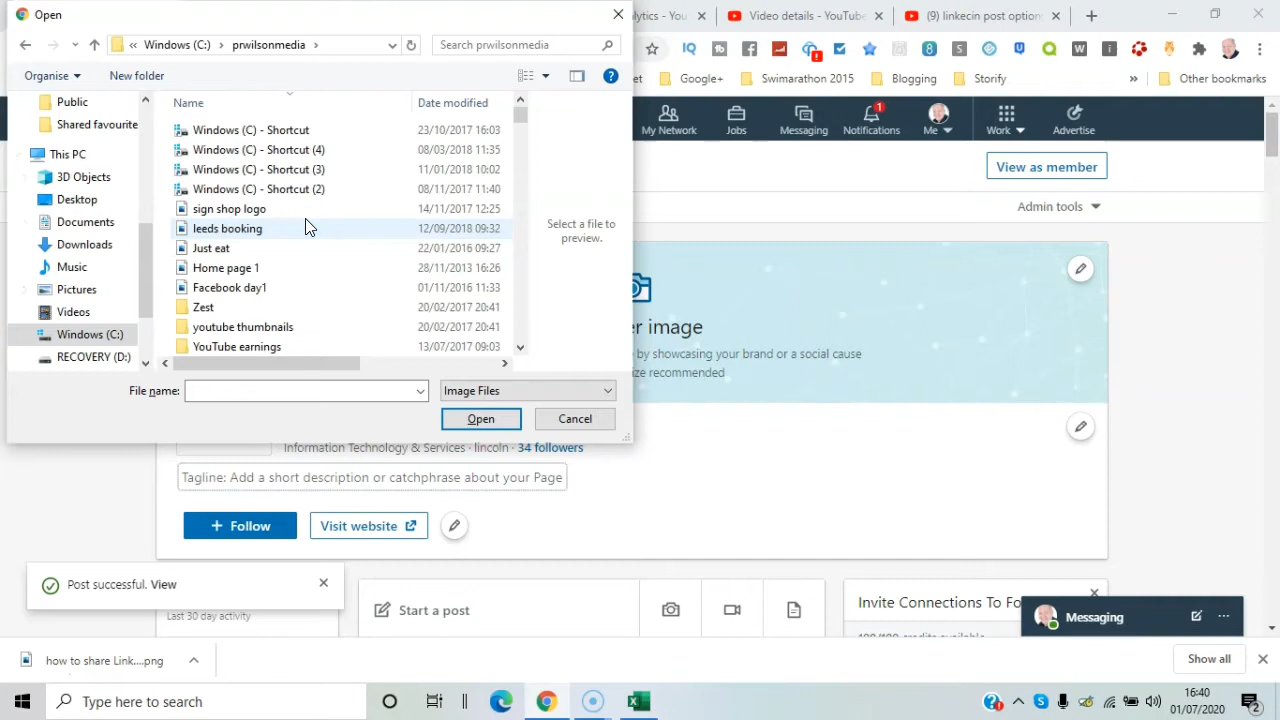 Open
alytics - You
Video details - YouTube
(9) linkecin post option
Windows (C:)
prwilsonmedia
Search prwilsonmedia
Organise
New folder
et
Google+
Swimarathon 2015
Blogging
Storify
Other bookmarks
Name
Date modified
Public
Shared favourite
This PC
3D Objects
Desktop
Documents
Downloads
Music
Pictures
Videos
Windows (C:)
RECOVERY (D:)
Windows (C) - Shortcut 23/10/2017 16:03
Windows (C) - Shortcut (4) 08/03/2018 11:35
Windows (C) - Shortcut (3) 11/01/2018 10:02
Windows (C) - Shortcut (2) 08/11/2017 11:40
sign shop logo 14/11/2017 12:25
leeds booking 12/09/2018 09:32
Just eat 22/01/2016 09:27
Home page 1 28/11/2013 16:26
Facebook day1 01/11/2016 11:33
Zest 20/02/2017 20:41
youtube thumbnails 20/02/2017 20:41
YouTube earnings 13/07/2017 09:03
Select a file to
preview.
File name:
Image Files
Open
Cancel
My Network
Jobs
Messaging
Notifications
1
Me
Work
Advertise
View as member
Admin tools
er image
by showcasing your brand or a social cause
ize recommended
Information Technology & Services · lincoln · 34 followers
Tagline: Add a short description or catchphrase about your Page
+ Follow
Visit website
Post successful. View
Last 30 day activity
Start a post
Invite Connections To Fo
100/100 credits available
Messaging
how to share Link....png
Show all
Type here to search
16:40
01/07/2020
2